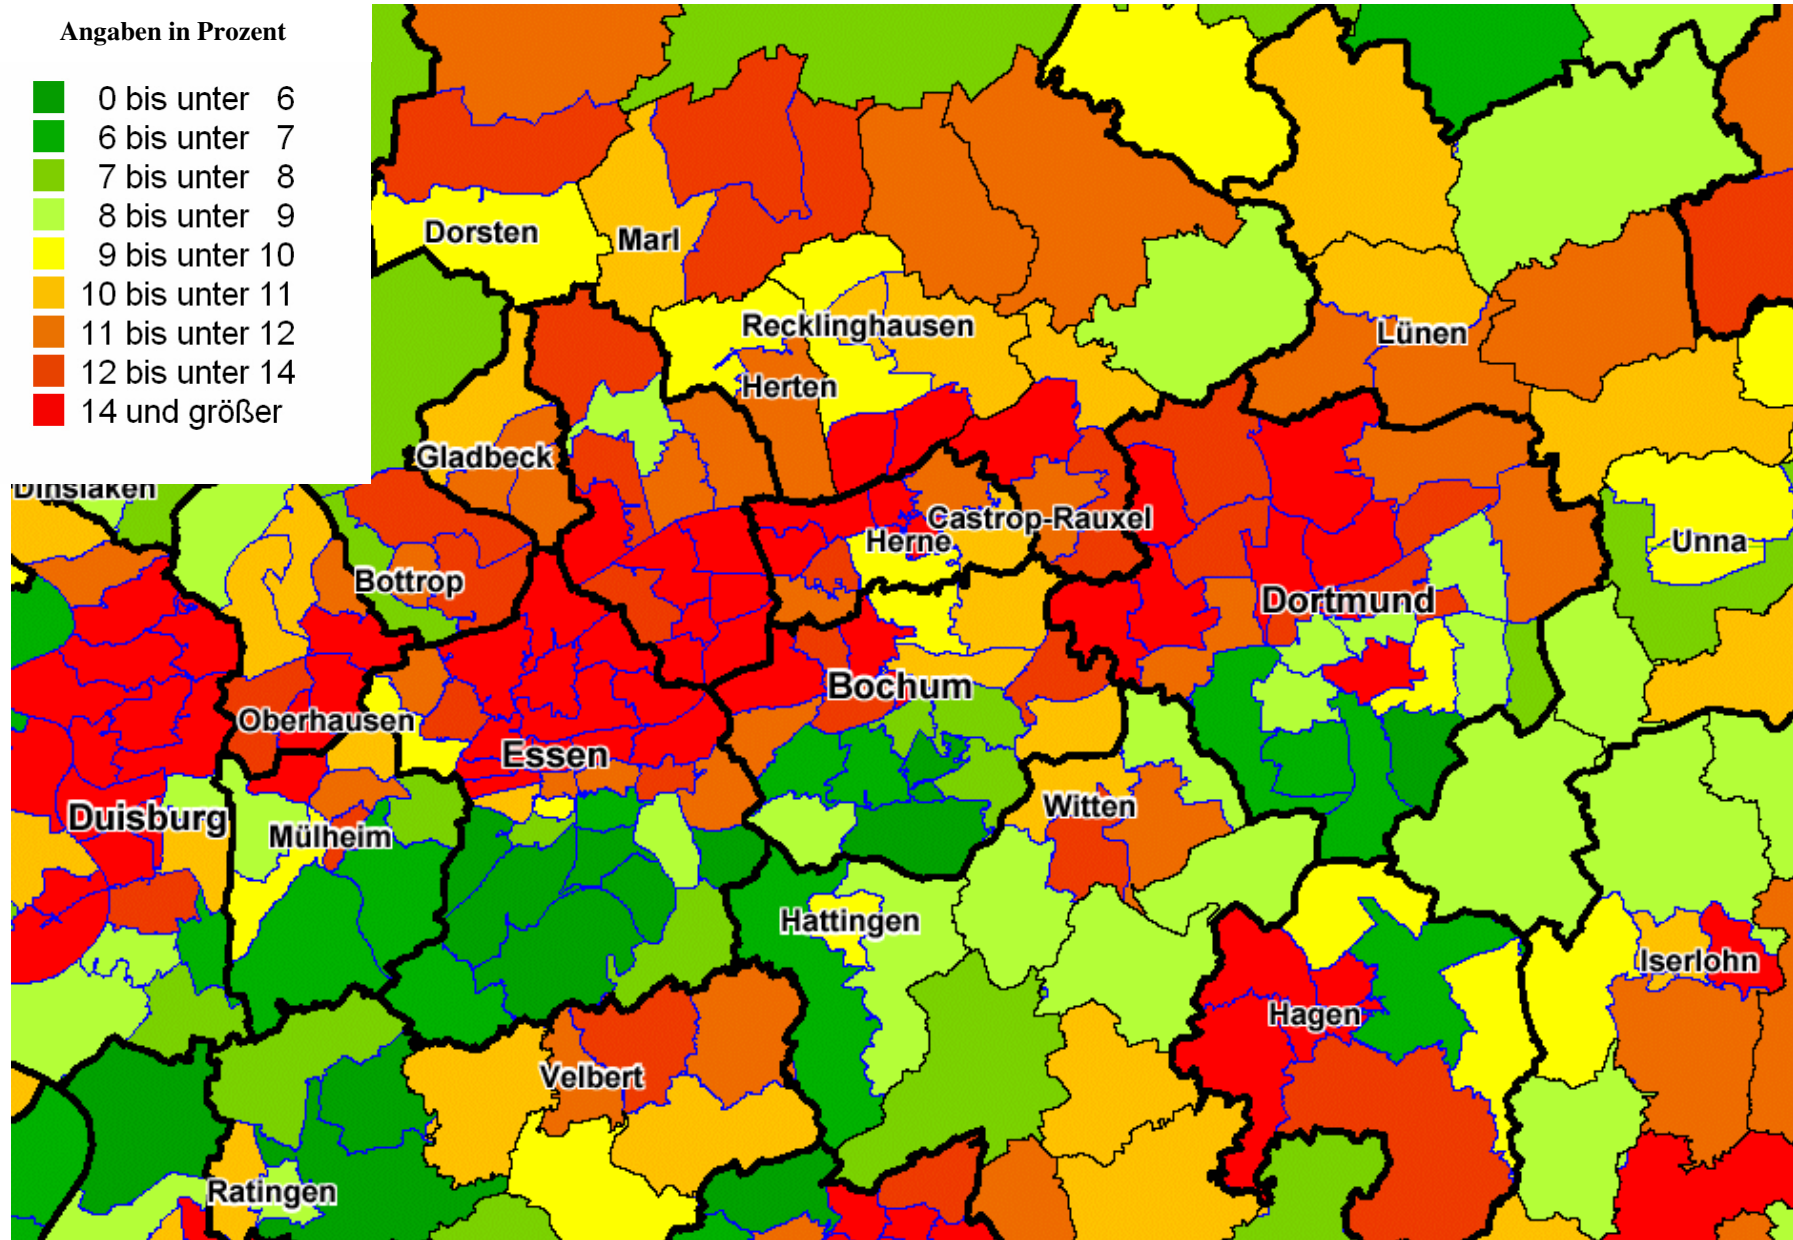 Angaben in Prozent
0 bis unter 6
6 bis unter 7
7 bis unter 8
8 bis unter 9
9 bis unter 10
10 bis unter 11
11 bis unter 12
12 bis unter 14
14 und größer
Dorsten
Marl
Recklinghausen
Lünen
Herten
Gladbeck
Dinslaken
Castrop-Rauxel
Herne
Unna
Bottrop
Dortmund
Bochum
Oberhausen
Essen
Witten
Duisburg
Mülheim
Hattingen
Iserlohn
Hagen
Velbert
Ratingen